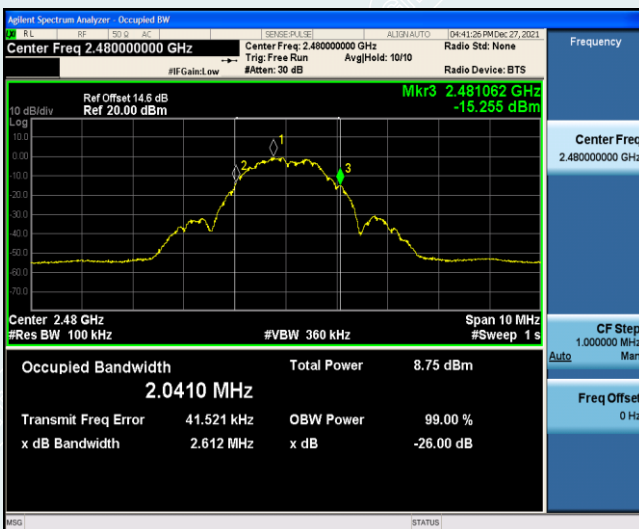 Agilent Spectrum Analyzer - Occupied BW
LXI RL RF 50 Ω AC SENSE:PULSE ALIGN AUTO 04:41:26 PM Dec 27, 2021
Center Freq 2.480000000 GHz Center Freq: 2.480000000 GHz Radio Std: None
Trig: Free Run Avg|Hold: 10/10
#IFGain:Low #Atten: 30 dB Radio Device: BTS
Frequency
Mkr3 2.481062 GHz
-15.255 dBm
Ref Offset 14.6 dB
10 dB/div Ref 20.00 dBm
Log
10.0
0.00
-10.0
-20.0
-30.0
-40.0
-50.0
-60.0
-70.0
1
2
3
Center 2.48 GHz Span 10 MHz
#Res BW 100 kHz #VBW 360 kHz #Sweep 1 s
Occupied Bandwidth Total Power 8.75 dBm
2.0410 MHz
Transmit Freq Error 41.521 kHz OBW Power 99.00 %
x dB Bandwidth 2.612 MHz x dB -26.00 dB
Center Freq
2.480000000 GHz
CF Step
1.000000 MHz
Auto Man
Freq Offset
0 Hz
MSG STATUS